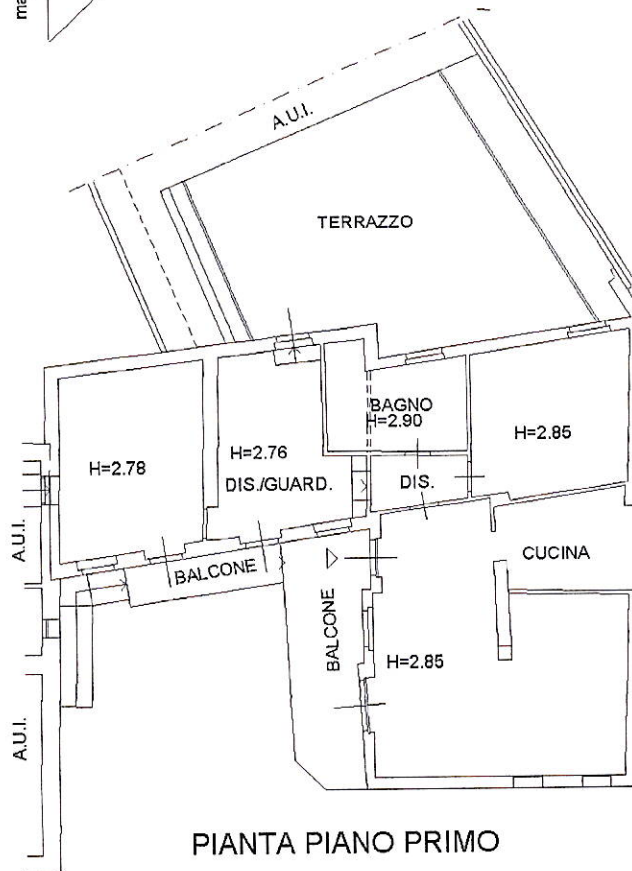 ma
A.U.I.
TERRAZZO
BAGNO
H=2.90
H=2.85
H=2.76
H=2.78
DIS./GUARD.
DIS.
A.U.I.
CUCINA
BALCONE
BALCONE
H=2.85
A.U.I.
PIANTA PIANO PRIMO